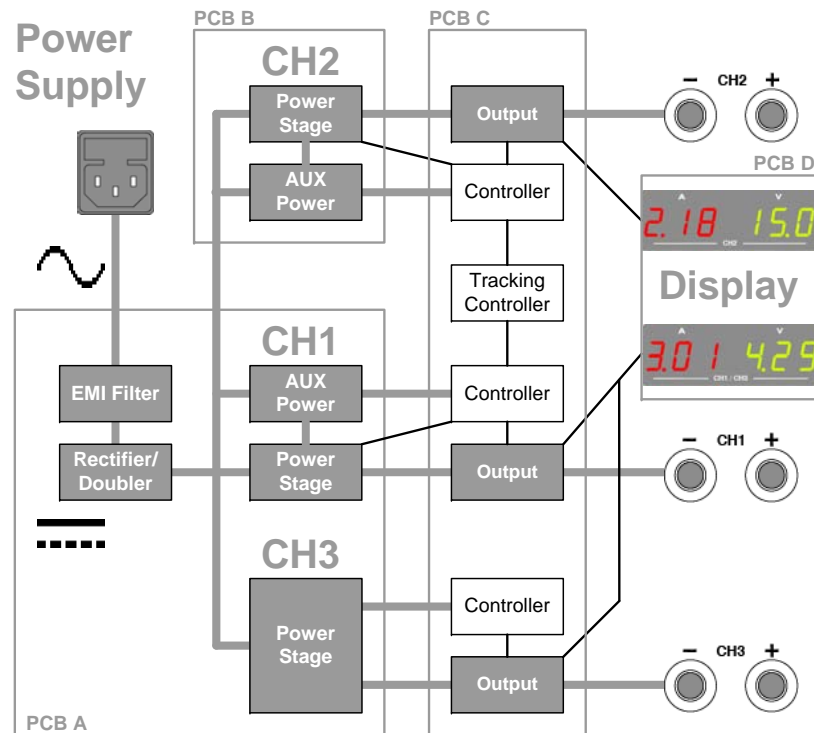 PCB B
PCB C
Power
Supply
CH2
Power
Stage
Output
− CH2 +
AUX
Power
Controller
PCB D
A V
2.18 15.0
CH2
Tracking
Controller
Display
CH1
AUX
Power
Controller
A V
3.01 4.25
CH1 / CH3
EMI Filter
Rectifier/
Doubler
Power
Stage
Output
− CH1 +
CH3
Power
Stage
Controller
Output
− CH3 +
PCB A